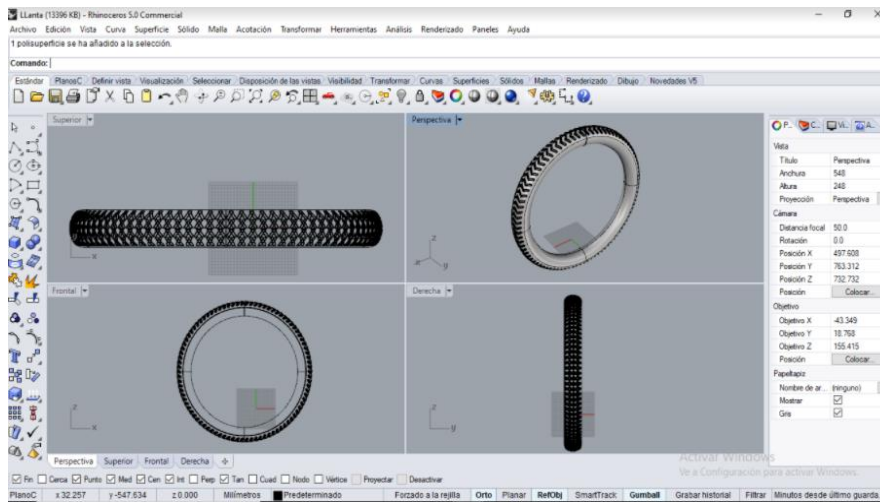 LLanta (13396 KB) - Rhinoceros 5.0 Commercial
Archivo Edición Vista Curva Superficie Sólido Malla Acotación Transformar Herramientas Análisis Renderizado Paneles Ayuda
1 polisuperficie se ha añadido a la selección.
Comando:
Estándar PlanosC Definir vista Visualización Seleccionar Disposición de las vistas Visibilidad Transformar Curvas Superficies Sólidos Mallas Renderizado Dibujo Novedades V5
Superior
Perspectiva
x
z
x y
Frontal
Derecha
z
x
z
y
P... C... Vi... A...
Vista
Título Perspectiva
Anchura 548
Altura 248
Proyección Perspectiva
Cámara
Distancia focal 50.0
Rotación 0.0
Posición X 497.608
Posición Y 763.312
Posición Z 732.732
Posición Colocar...
Objetivo
Objetivo X -43.349
Objetivo Y 18.768
Objetivo Z 155.415
Posición Colocar...
Papeltapiz
Nombre de ar... (ninguno)
Mostrar
Gris
Perspectiva Superior Frontal Derecha
Activar Windows
Ve a Configuración para activar Windows.
Fin Cerca Punto Med Cen Int Perp Tan Cuad Nodo Vértice Proyectar Desactivar
PlanoC x 32.257 y -547.634 z 0.000 Milímetros Predeterminado Forzado a la rejilla Orto Planar RefObj SmartTrack Gumball Grabar historial Filtrar Minutos desde último guarda